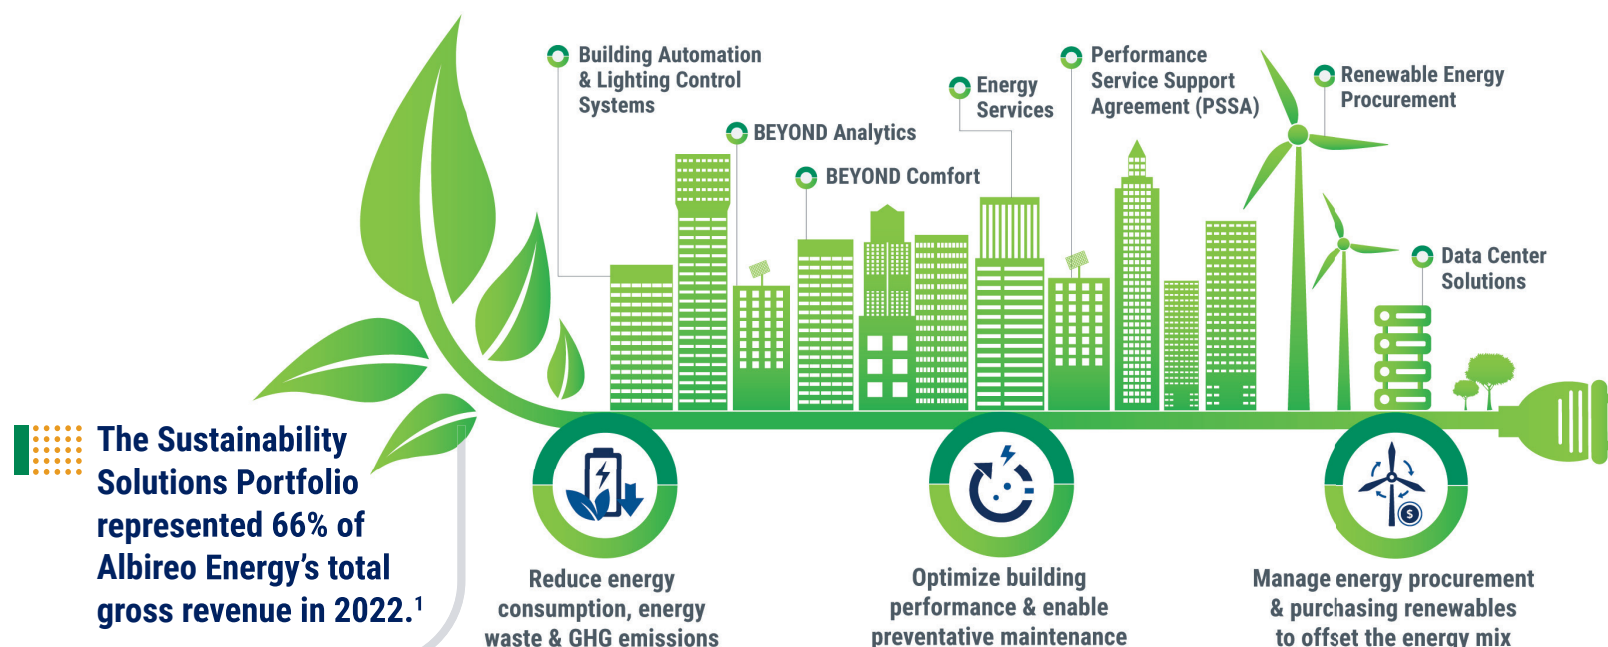 Building Automation
& Lighting Control
Systems
BEYOND Analytics
BEYOND Comfort
Energy
Services
Performance
Service Support
Agreement (PSSA)
Renewable Energy
Procurement
Data Center
Solutions
The Sustainability
Solutions Portfolio
represented 66% of
Albireo Energy’s total
gross revenue in 2022.¹
Reduce energy
consumption, energy
waste & GHG emissions
Optimize building
performance & enable
preventative maintenance
$
Manage energy procurement
& purchasing renewables
to offset the energy mix